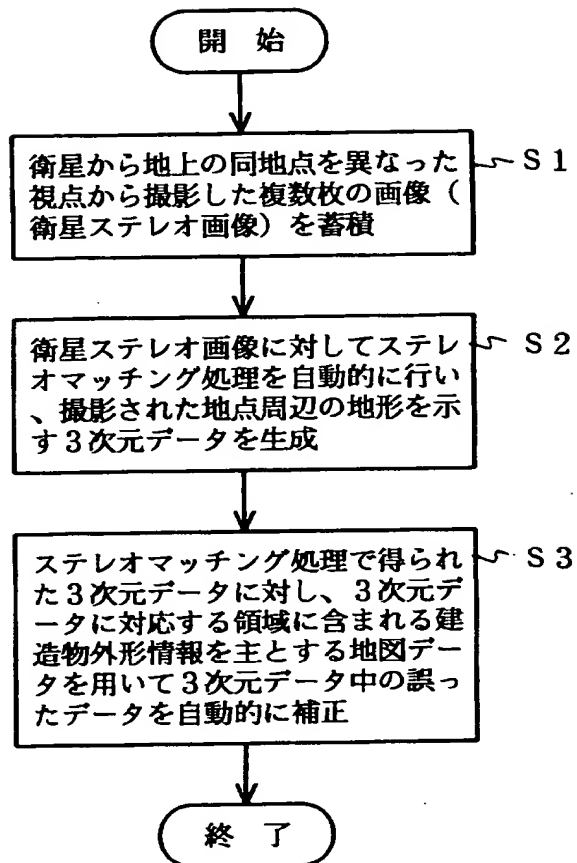 開 始
衛星から地上の同地点を異なった S1
視点から撮影した複数枚の画像(
衛星ステレオ画像)を蓄積
衛星ステレオ画像に対してステレ S2
オマッチング処理を自動的に行い
、撮影された地点周辺の地形を示
す3次元データを生成
ステレオマッチング処理で得られ S3
た3次元データに対し、3次元デ
ータに対応する領域に含まれる建
造物外形情報を主とする地図デー
タを用いて3次元データ中の誤っ
たデータを自動的に補正
終 了